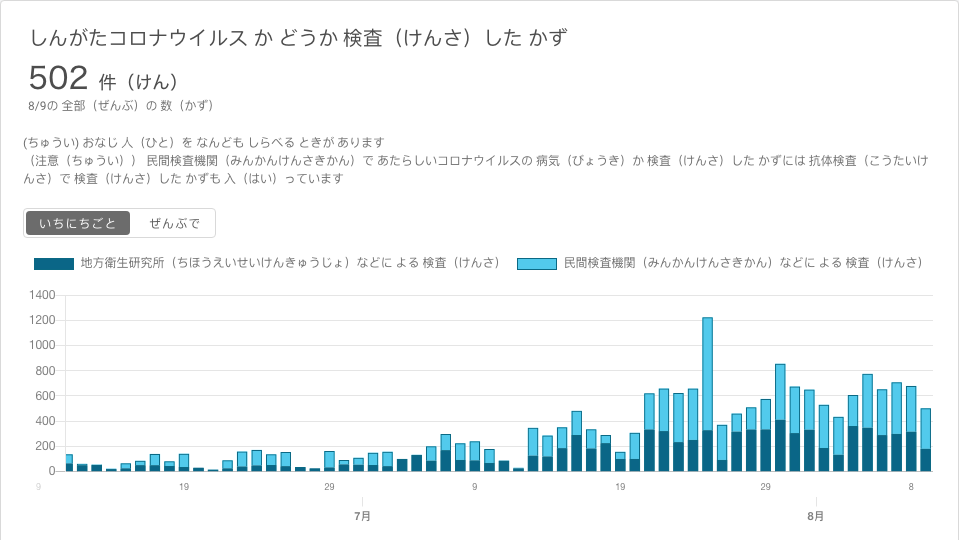 しんがたコロナウイルス か どうか 検査（けんさ）した かず
502 件（けん）
8/9の 全部（ぜんぶ）の 数（かず）
(ちゅうい) おなじ 人（ひと）を なんども しらべる ときが あります
（注意（ちゅうい）） 民間検査機関（みんかんけんさきかん）で あたらしいコロナウイルスの 病気（びょうき）か 検査（けんさ）した かずには 抗体検査（こうたいけ
んさ）で 検査（けんさ）した かずも 入（はい）っています
いちにちごと ぜんぶで
地方衛生研究所（ちほうえいせいけんきゅうじょ）などに よる 検査（けんさ） 民間検査機関（みんかんけんさきかん）などに よる 検査（けんさ）
1400
1200
1000
800
600
400
200
0
9 19 29 9 19 29 8
7月 8月